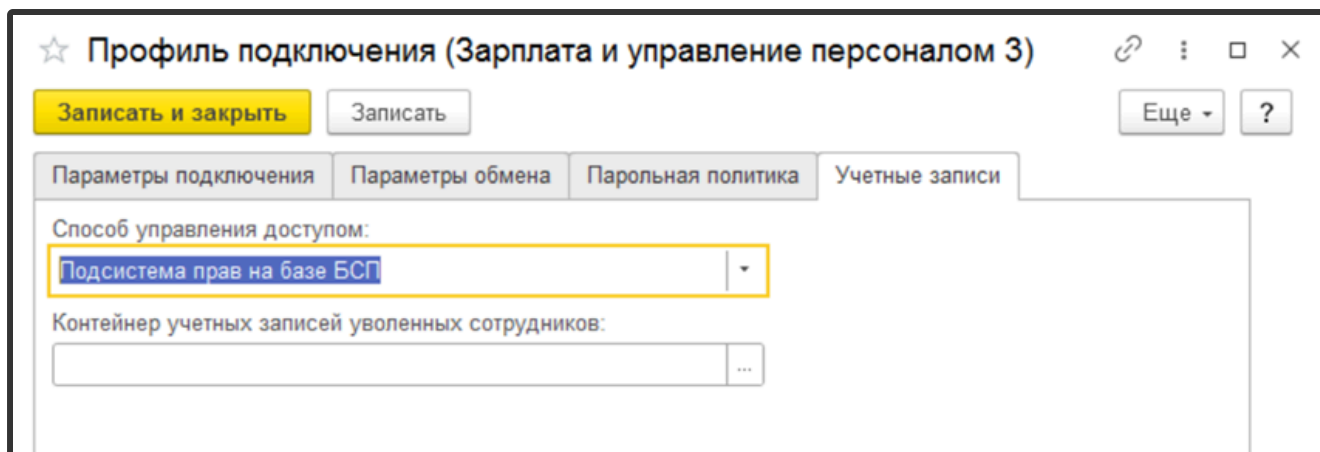 Профиль подключения (Зарплата и управление персоналом 3)
Записать и закрыть Записать Еще ?
Параметры подключения Параметры обмена Парольная политика Учетные записи
Способ управления доступом:
Подсистема прав на базе БСП
Контейнер учетных записей уволенных сотрудников:
...